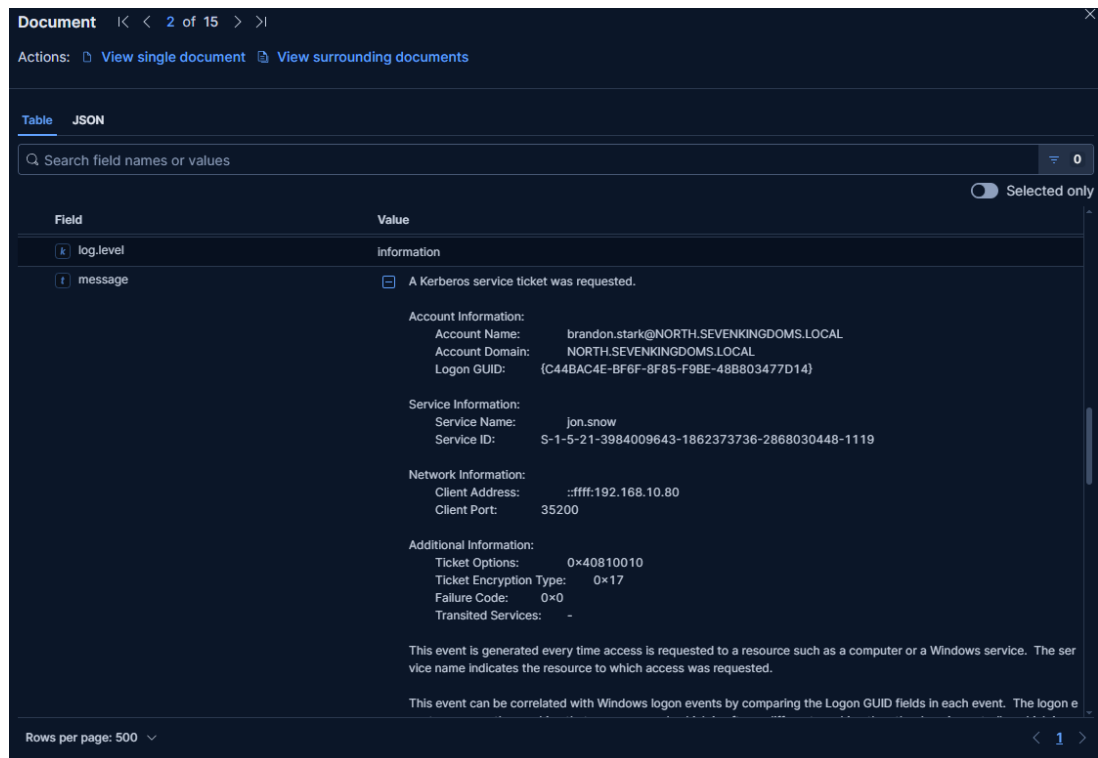 Document 2 of 15
Actions: View single document View surrounding documents
Table JSON
Search field names or values 0
Selected only
Field Value
k log.level information
t message A Kerberos service ticket was requested.
Account Information:
Account Name: brandon.stark@NORTH.SEVENKINGDOMS.LOCAL
Account Domain: NORTH.SEVENKINGDOMS.LOCAL
Logon GUID: {C44BAC4E-BF6F-8F85-F9BE-48B803477D14}
Service Information:
Service Name: jon.snow
Service ID: S-1-5-21-3984009643-1862373736-2868030448-1119
Network Information:
Client Address: ::ffff:192.168.10.80
Client Port: 35200
Additional Information:
Ticket Options: 0×40810010
Ticket Encryption Type: 0×17
Failure Code: 0×0
Transited Services: -
This event is generated every time access is requested to a resource such as a computer or a Windows service. The ser
vice name indicates the resource to which access was requested.
This event can be correlated with Windows logon events by comparing the Logon GUID fields in each event. The logon e
Rows per page: 500 1